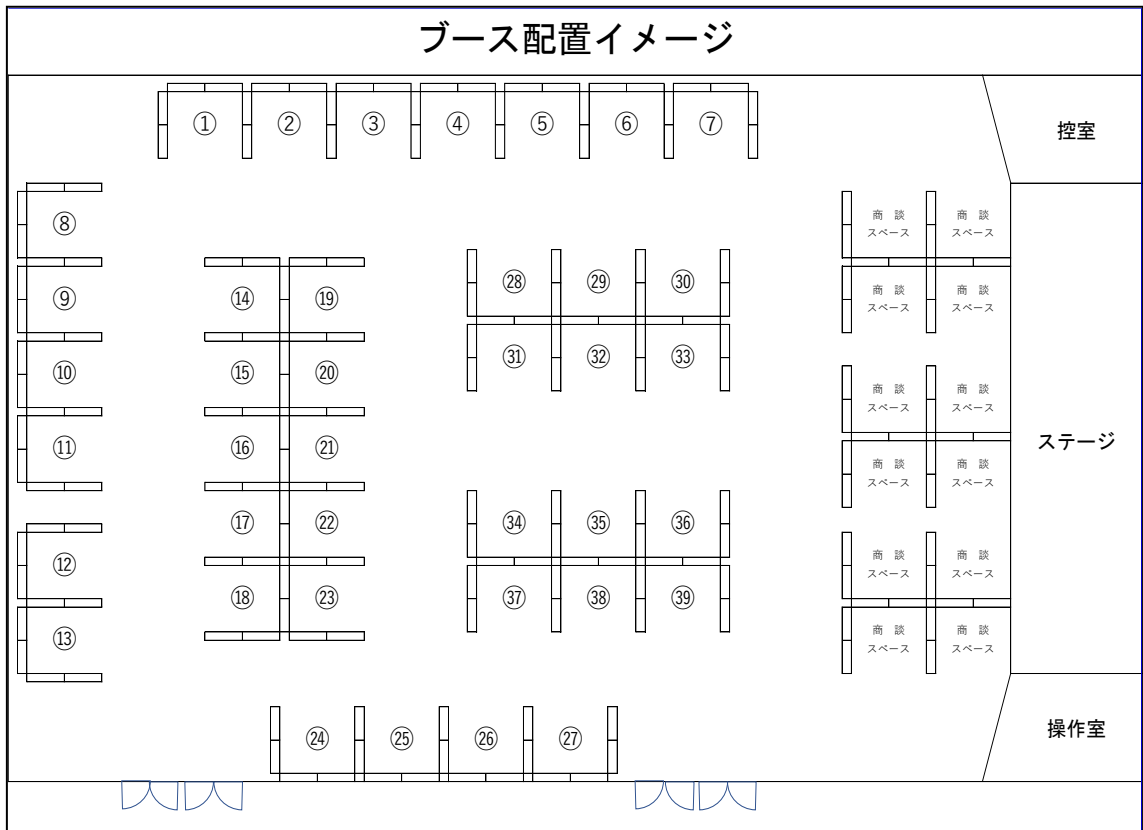 ブース配置イメージ
① ② ③ ④ ⑤ ⑥ ⑦
控室
⑧
⑨
⑩
⑪
⑫
⑬
⑭ ⑲
⑮ ⑳
⑯ ㉑
⑰ ㉒
⑱ ㉓
㉘ ㉙ ㉚
㉛ ㉜ ㉝
㉞ ㉟ ㊱
㊲ ㊳ ㊴
㉔ ㉕ ㉖ ㉗
商 談
スペース
商 談
スペース
商 談
スペース
商 談
スペース
商 談
スペース
商 談
スペース
商 談
スペース
商 談
スペース
商 談
スペース
商 談
スペース
商 談
スペース
商 談
スペース
ステージ
操作室